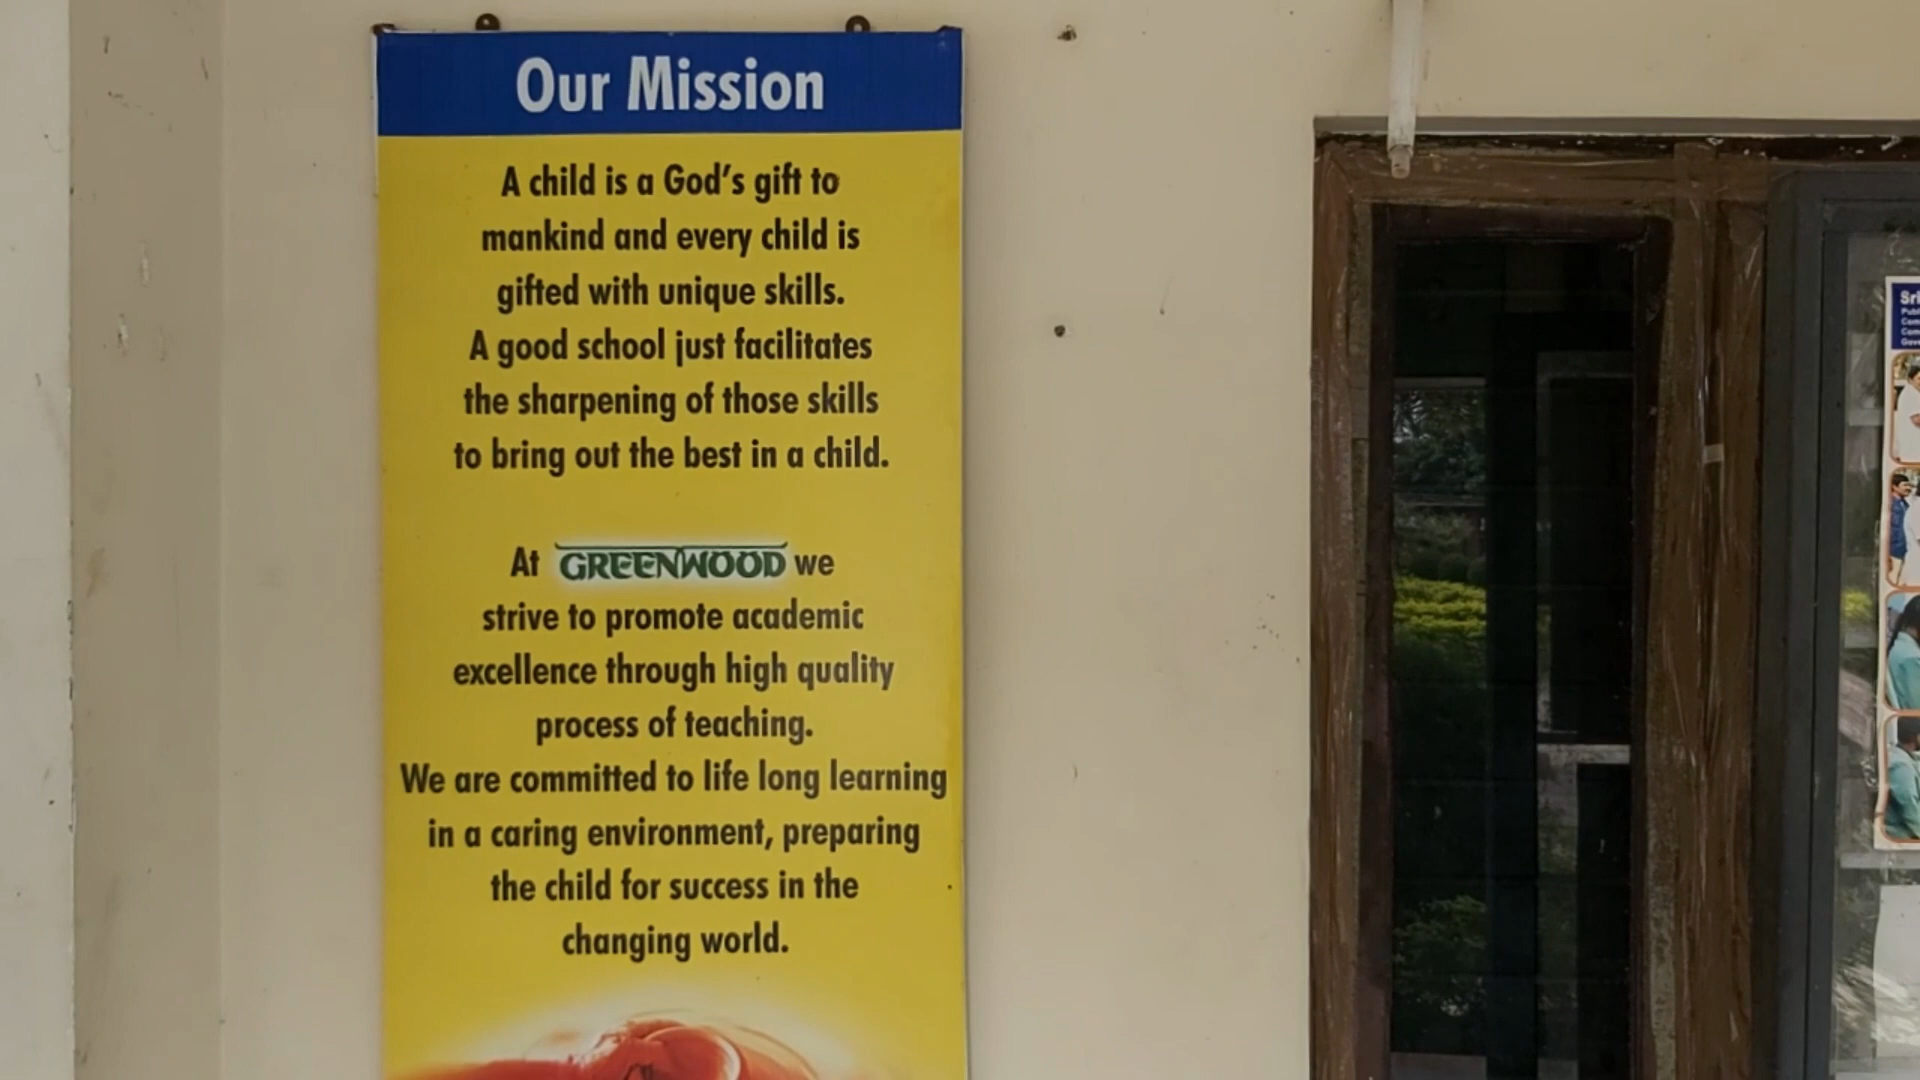 Our Mission
A child is a God's gift to
mankind and every child is
gifted with unique skills.
A good school just facilitates
the sharpening of those skills
to bring out the best in a child.
At GREENWOOD we
strive to promote academic
excellence through high quality
process of teaching.
We are committed to life long learning
in a caring environment, preparing
the child for success in the
changing world.